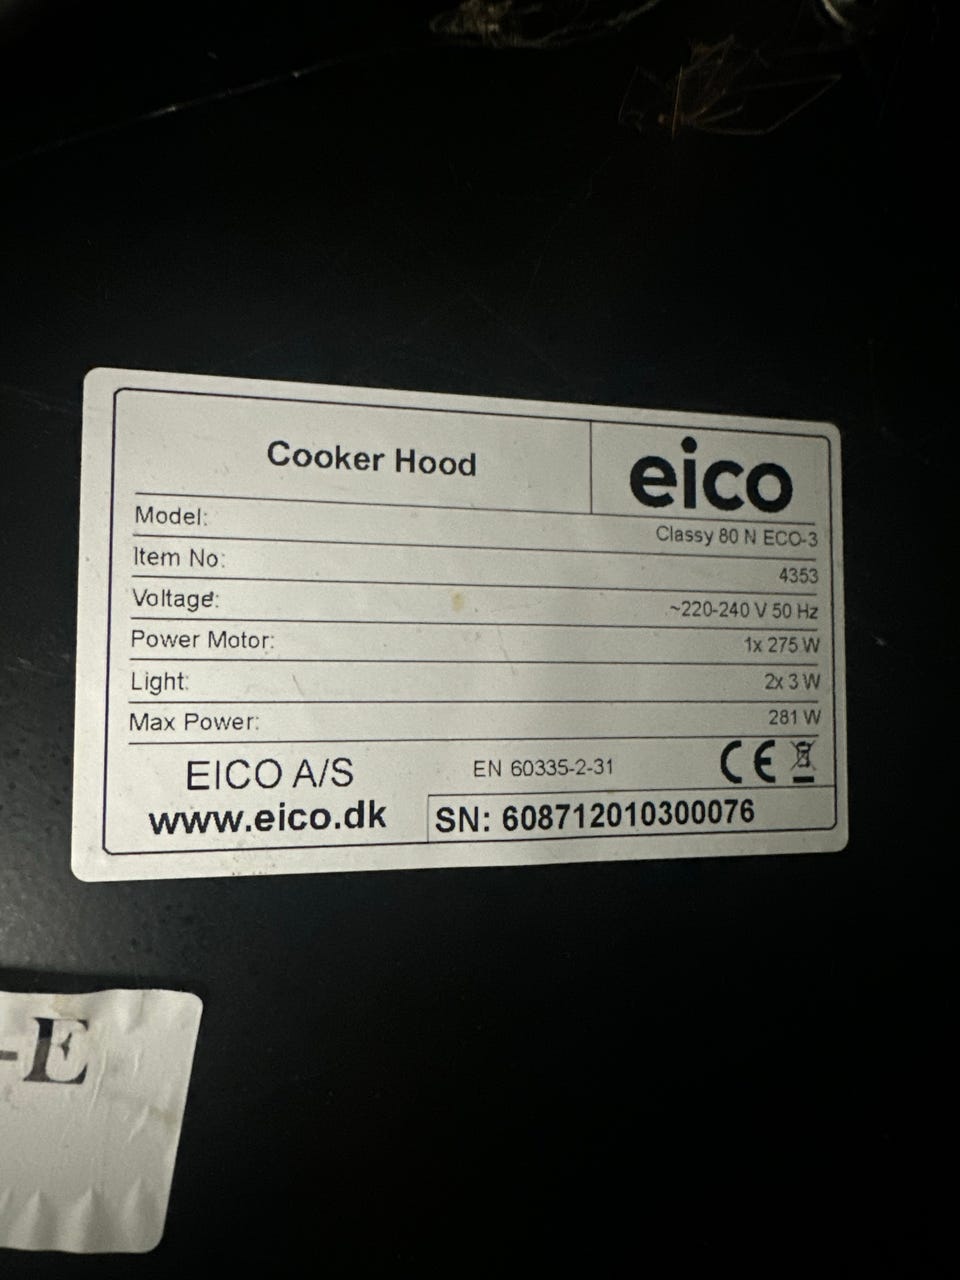 Cooker Hood
eico
Model: Classy 80 N ECO-3
Item No: 4353
Voltage: ~220-240 V 50 Hz
Power Motor: 1x 275 W
Light: 2x 3 W
Max Power: 281 W
EICO A/S
EN 60335-2-31
CE
www.eico.dk
SN: 608712010300076
-E